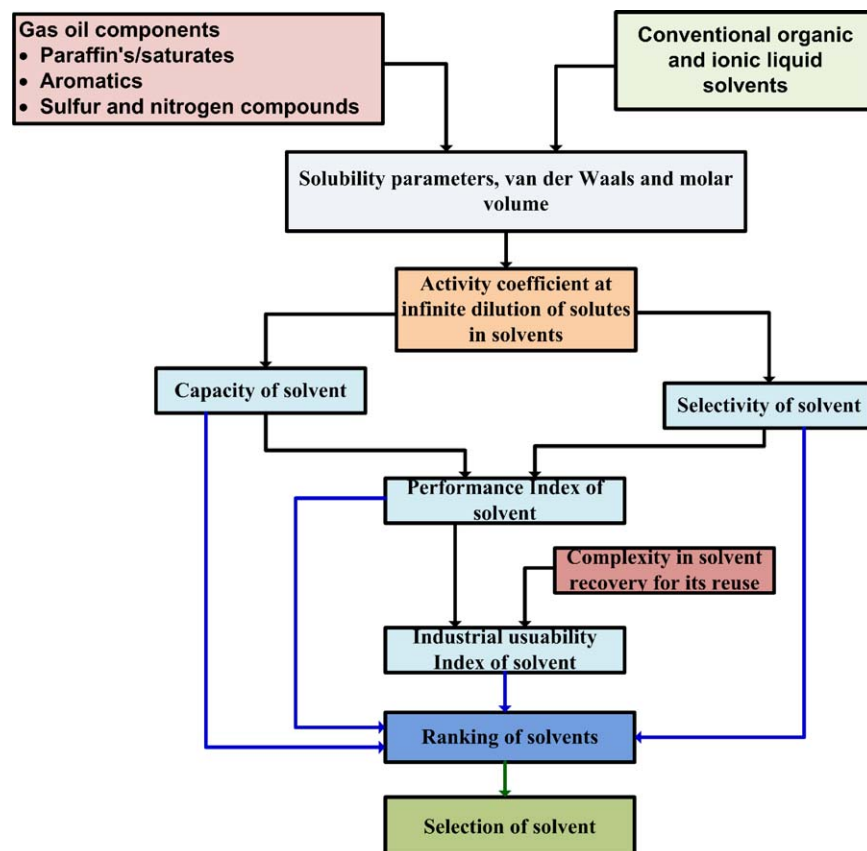 Gas oil components
• Paraffin's/saturates
• Aromatics
• Sulfur and nitrogen compounds
Conventional organic
and ionic liquid
solvents
Solubility parameters, van der Waals and molar
volume
Activity coefficient at
infinite dilution of solutes
in solvents
Capacity of solvent
Selectivity of solvent
Performance Index of
solvent
Complexity in solvent
recovery for its reuse
Industrial usuability
Index of solvent
Ranking of solvents
Selection of solvent